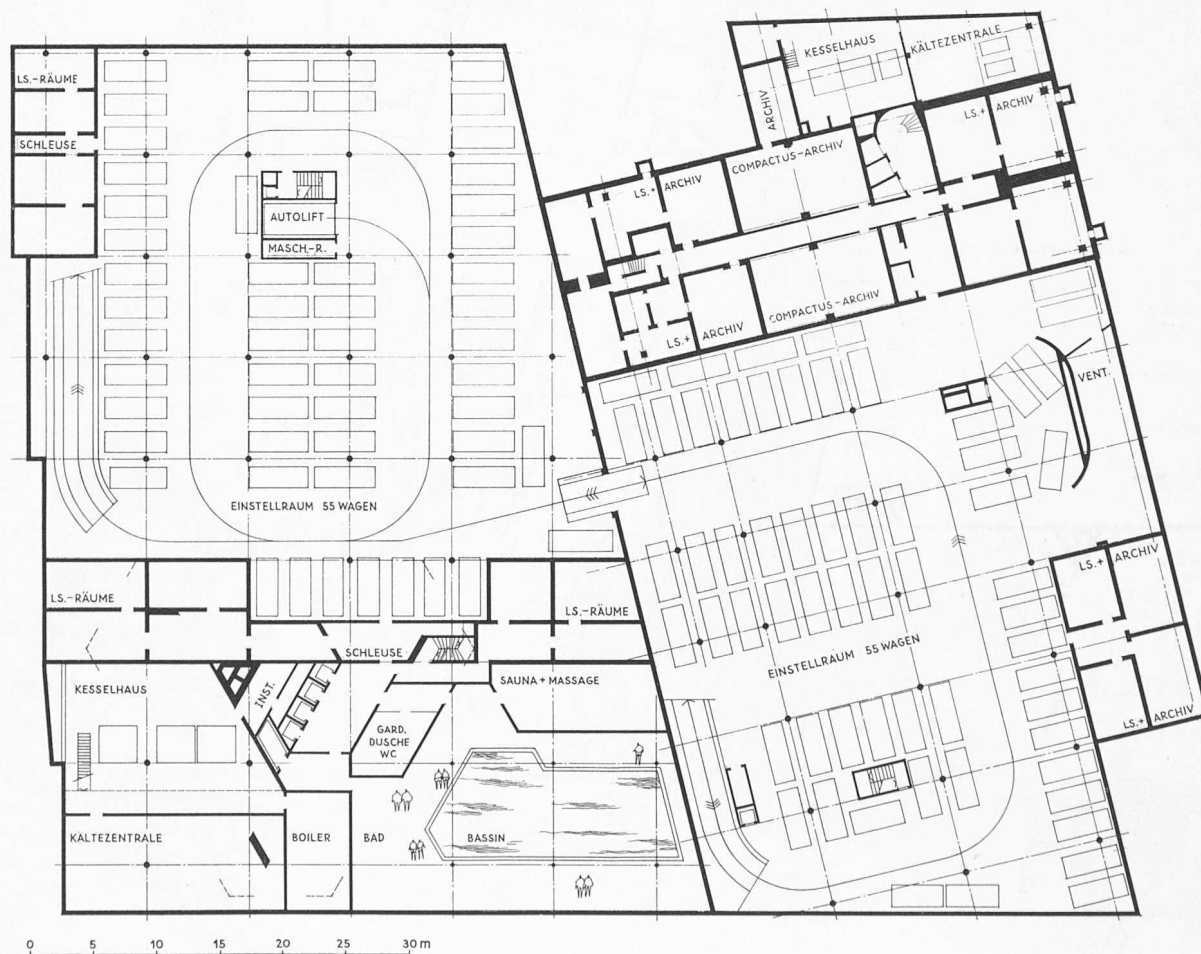 LS.-RÄUME
SCHLEUSE
AUTOLIFT
MASCH.-R.
EINSTELLRAUM 55 WAGEN
KESSELHAUS
KÄLTEZENTRALE
ARCHIV
LS.+ ARCHIV
COMPACTUS-ARCHIV
LS.+ ARCHIV
COMPACTUS-ARCHIV
LS.+ ARCHIV
VENT.
LS.+ ARCHIV
EINSTELLRAUM 55 WAGEN
LS.+ ARCHIV
LS.-RÄUME
SCHLEUSE
LS.-RÄUME
KESSELHAUS
INST.
SAUNA + MASSAGE
GARD.
DUSCHE
WC
KÄLTEZENTRALE
BOILER
BAD
BASSIN
0 5 10 15 20 25 30 m